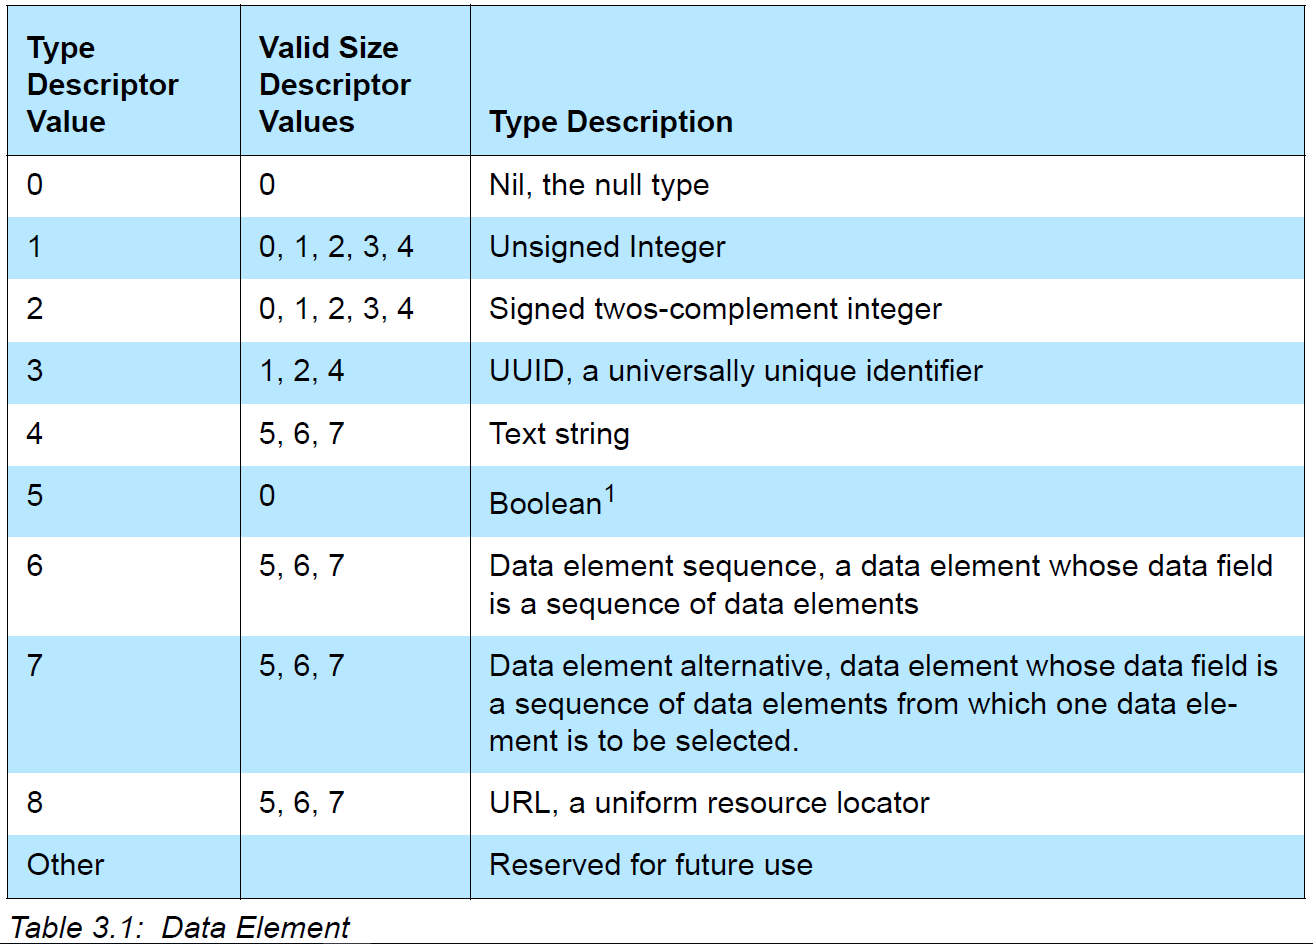 Type Descriptor Value Valid Size Descriptor Values Type Description
0 0 Nil, the null type
1 0, 1, 2, 3, 4 Unsigned Integer
2 0, 1, 2, 3, 4 Signed twos-complement integer
3 1, 2, 4 UUID, a universally unique identifier
4 5, 6, 7 Text string
5 0 Boolean1
6 5, 6, 7 Data element sequence, a data element whose data field
is a sequence of data elements
7 5, 6, 7 Data element alternative, data element whose data field is
a sequence of data elements from which one data ele-
ment is to be selected.
8 5, 6, 7 URL, a uniform resource locator
Other Reserved for future use
Table 3.1: Data Element